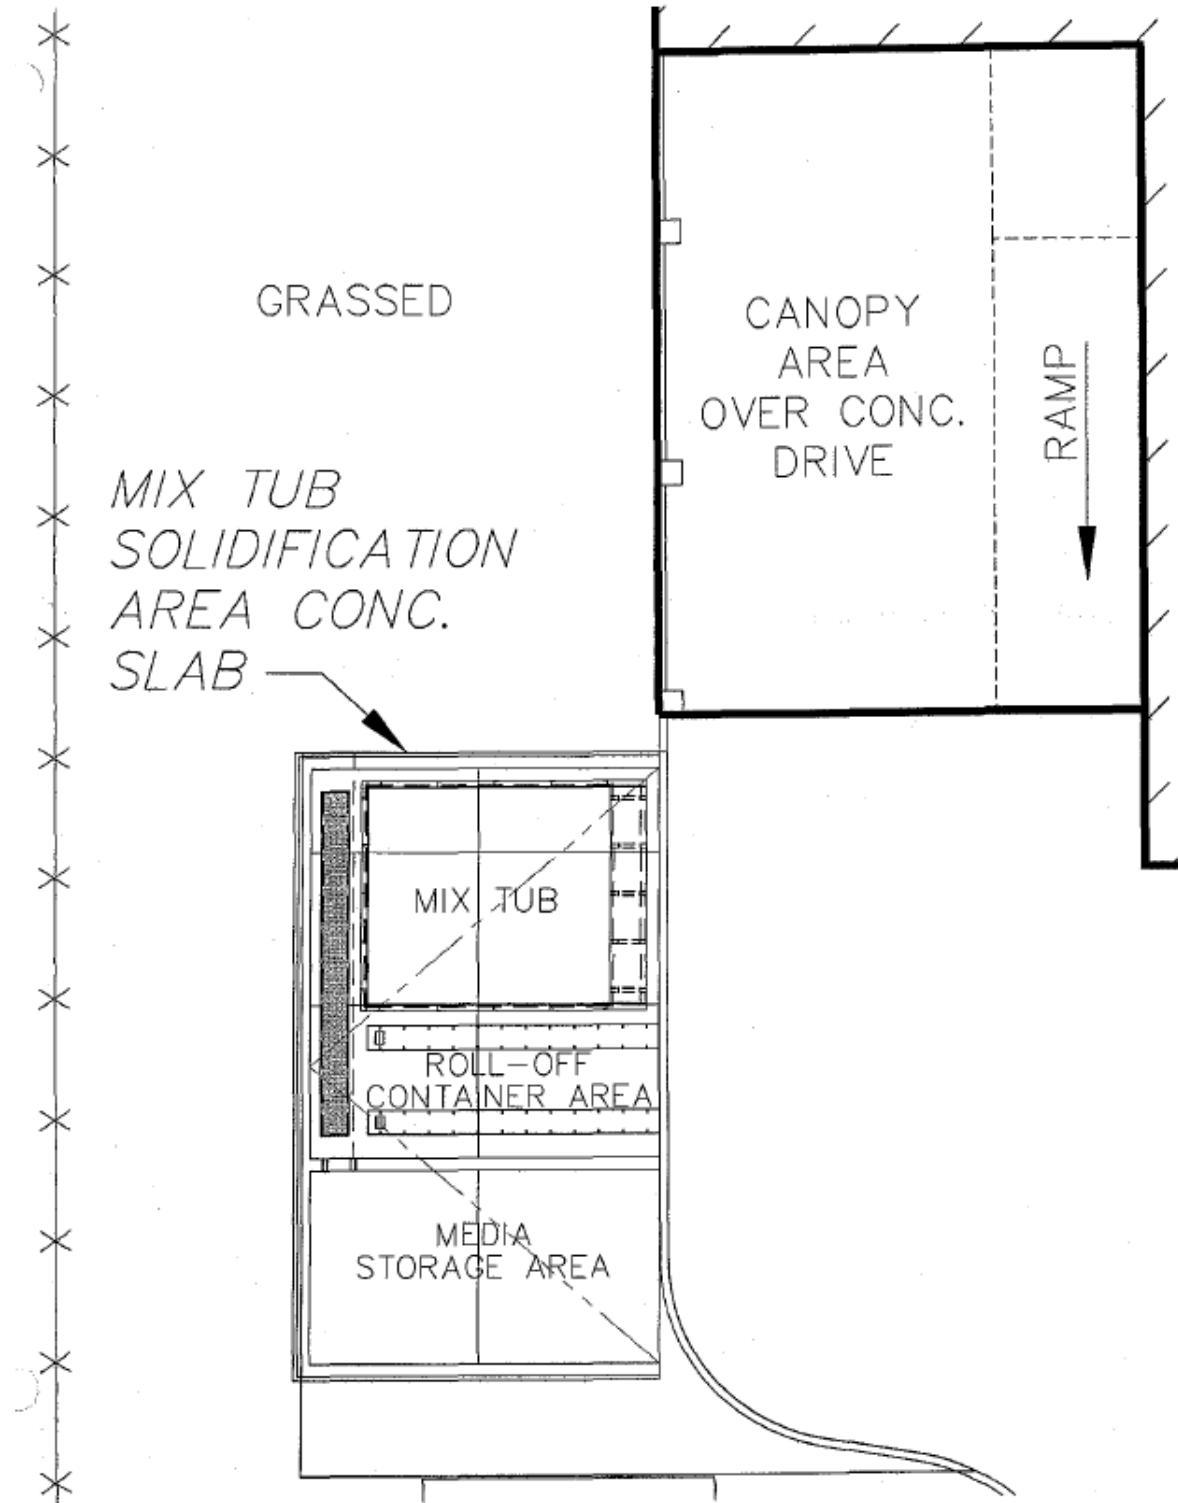 GRASSED
CANOPY
AREA
OVER CONC.
DRIVE
RAMP
MIX TUB
SOLIDIFICATION
AREA CONC.
SLAB
MIX TUB
ROLL-OFF
CONTAINER AREA
MEDIA
STORAGE AREA